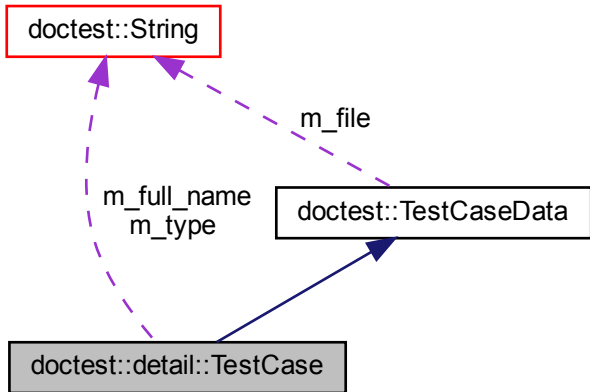 doctest::String
m_file
m_full_name
m_type
doctest::TestCaseData
doctest::detail::TestCase